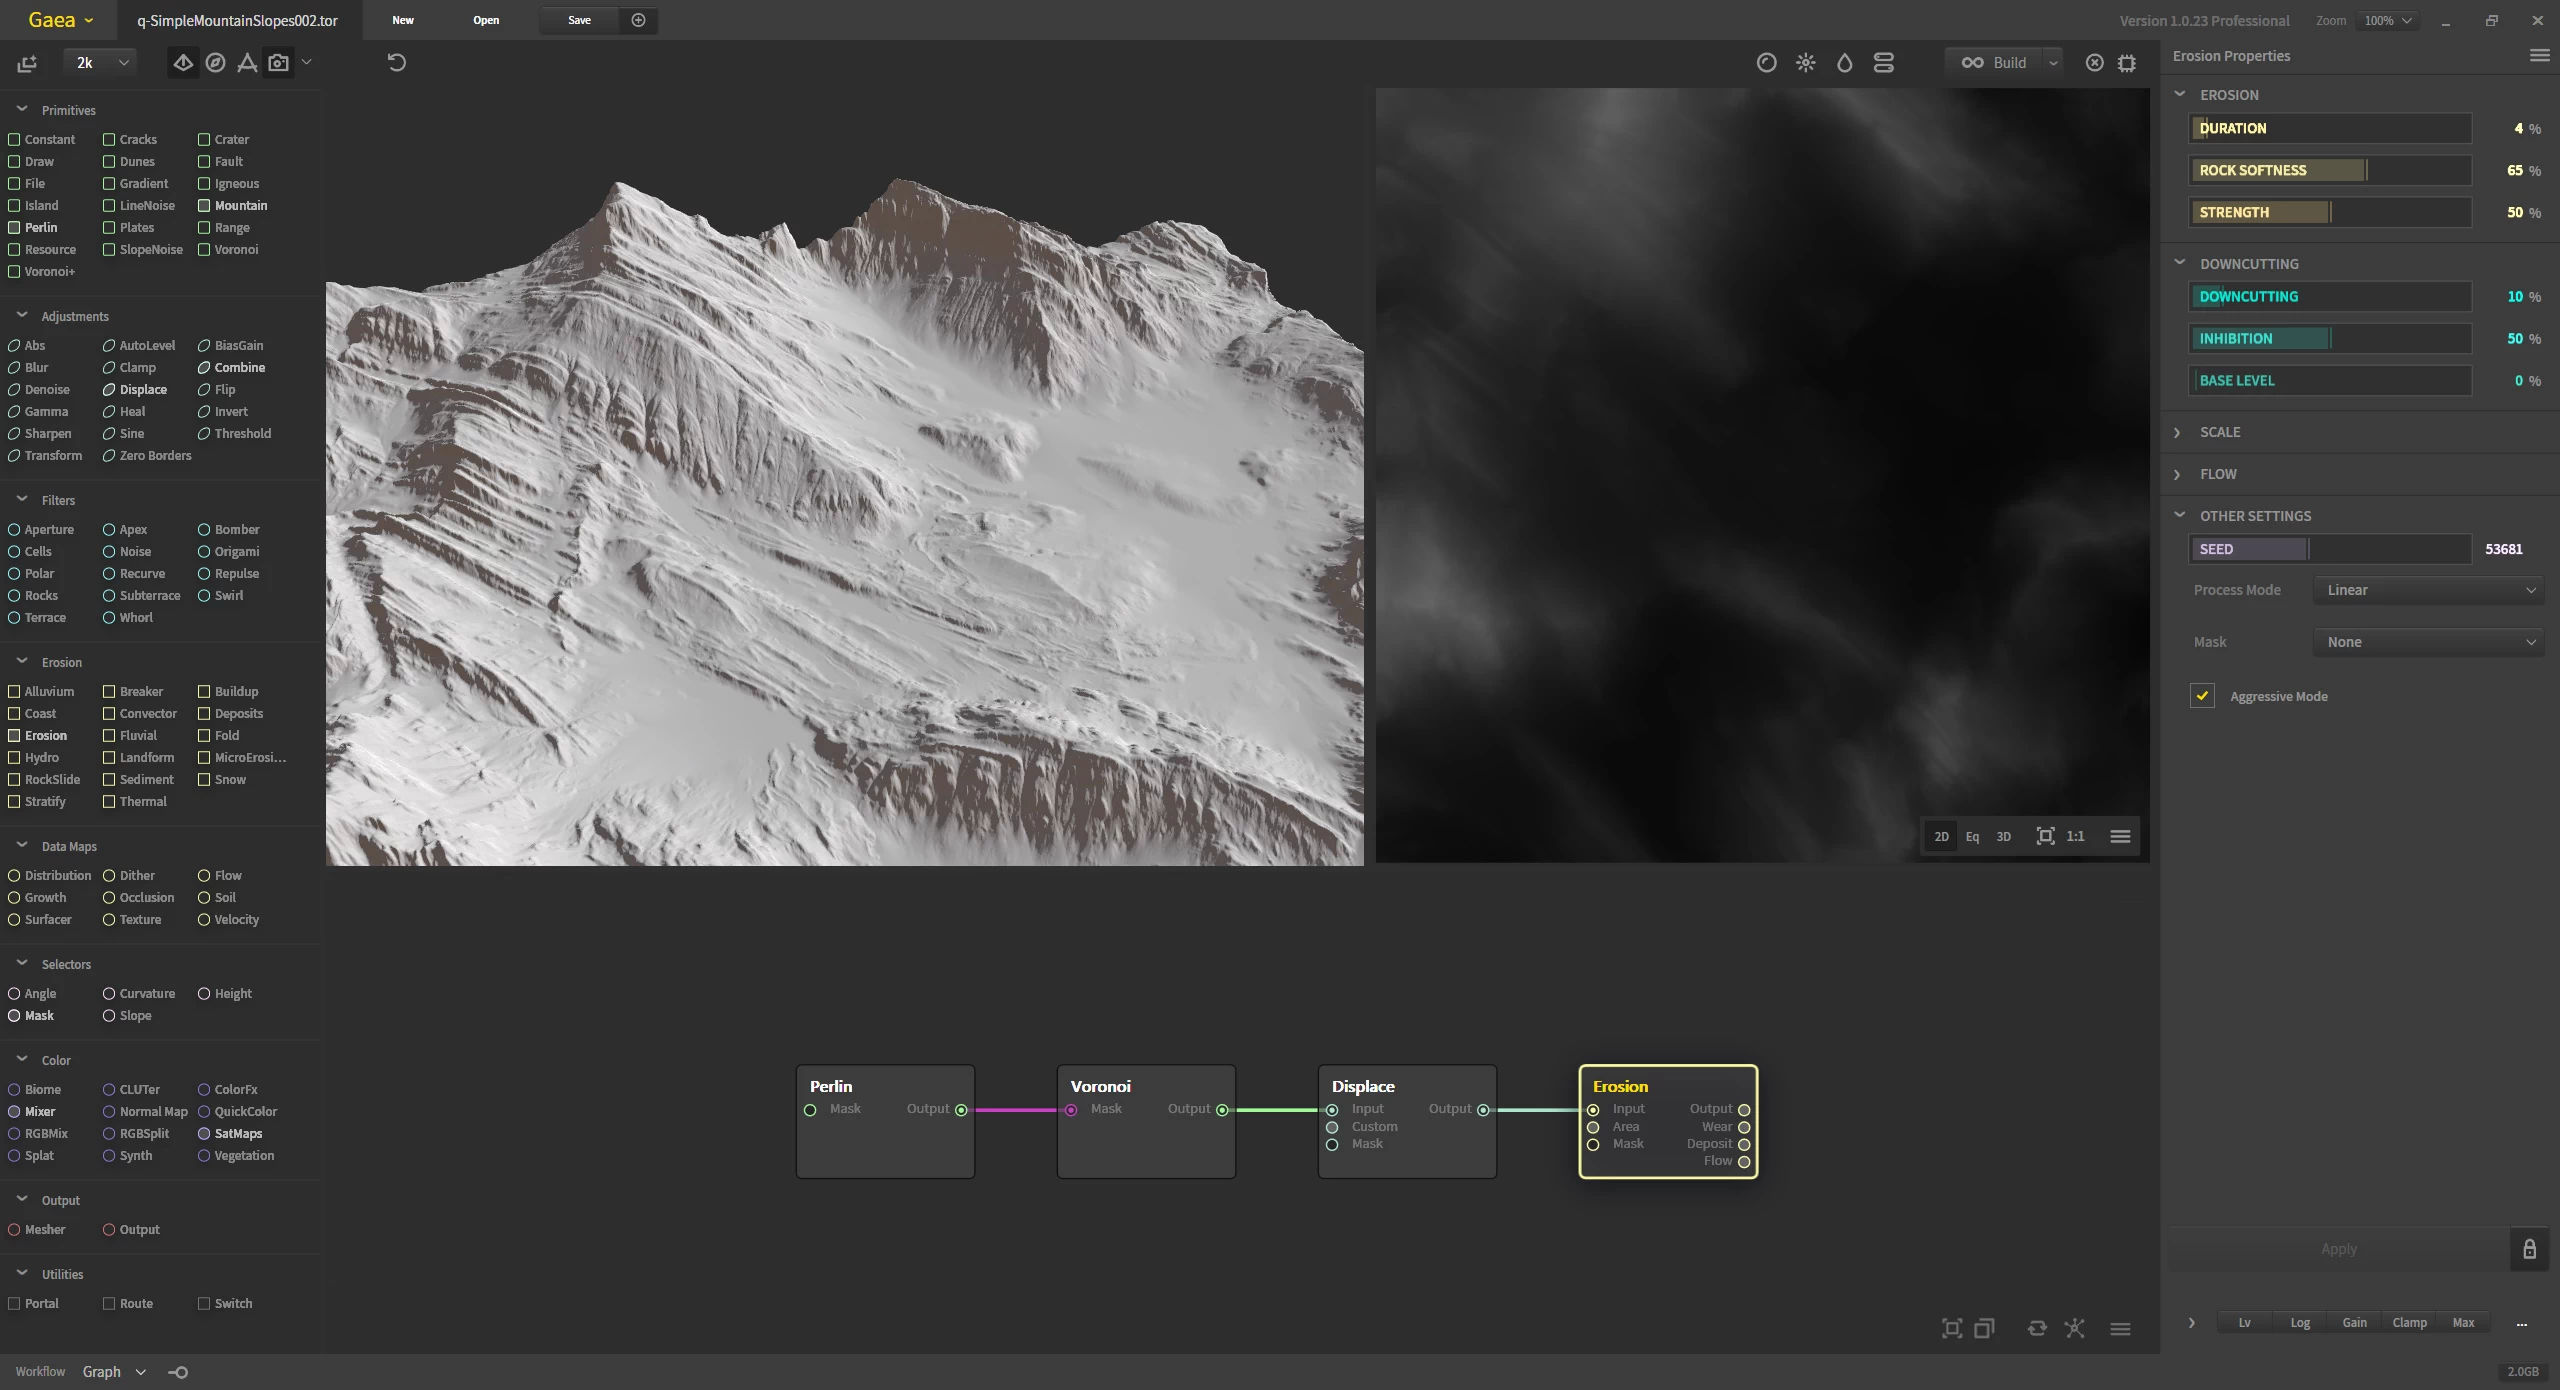 Gaea
q-SimpleMountainSlopes002.tor
New
Open
Save
Version 1.0.23 Professional
Zoom
100%
2k
Build
Primitives
Constant Cracks Crater
Draw Dunes Fault
File Gradient Igneous
Island LineNoise Mountain
Perlin Plates Range
Resource SlopeNoise Voronoi
Voronoi+
Adjustments
Abs AutoLevel BiasGain
Blur Clamp Combine
Denoise Displace Flip
Gamma Heal Invert
Sharpen Sine Threshold
Transform Zero Borders
Filters
Aperture Apex Bomber
Cells Noise Origami
Polar Recurve Repulse
Rocks Subterrace Swirl
Terrace Whorl
Erosion
Alluvium Breaker Buildup
Coast Convector Deposits
Erosion Fluvial Fold
Hydro Landform MicroErosi...
RockSlide Sediment Snow
Stratify Thermal
Data Maps
Distribution Dither Flow
Growth Occlusion Soil
Surfacer Texture Velocity
Selectors
Angle Curvature Height
Mask Slope
Color
Biome CLUTer ColorFx
Mixer Normal Map QuickColor
RGBMix RGBSplit SatMaps
Splat Synth Vegetation
Output
Mesher Output
Utilities
Portal Route Switch
Workflow Graph
2D Eq 3D 1:1
Perlin
Mask Output
Voronoi
Mask Output
Displace
Input Output
Custom
Mask
Erosion
Input Output
Area Wear
Mask Deposit
Flow
Erosion Properties
EROSION
DURATION 4 %
ROCK SOFTNESS 65 %
STRENGTH 50 %
DOWNCUTTING
DOWNCUTTING 10 %
INHIBITION 50 %
BASE LEVEL 0 %
SCALE
FLOW
OTHER SETTINGS
SEED 53681
Process Mode Linear
Mask None
Aggressive Mode
Apply
Lv Log Gain Clamp Max ...
2.0GB